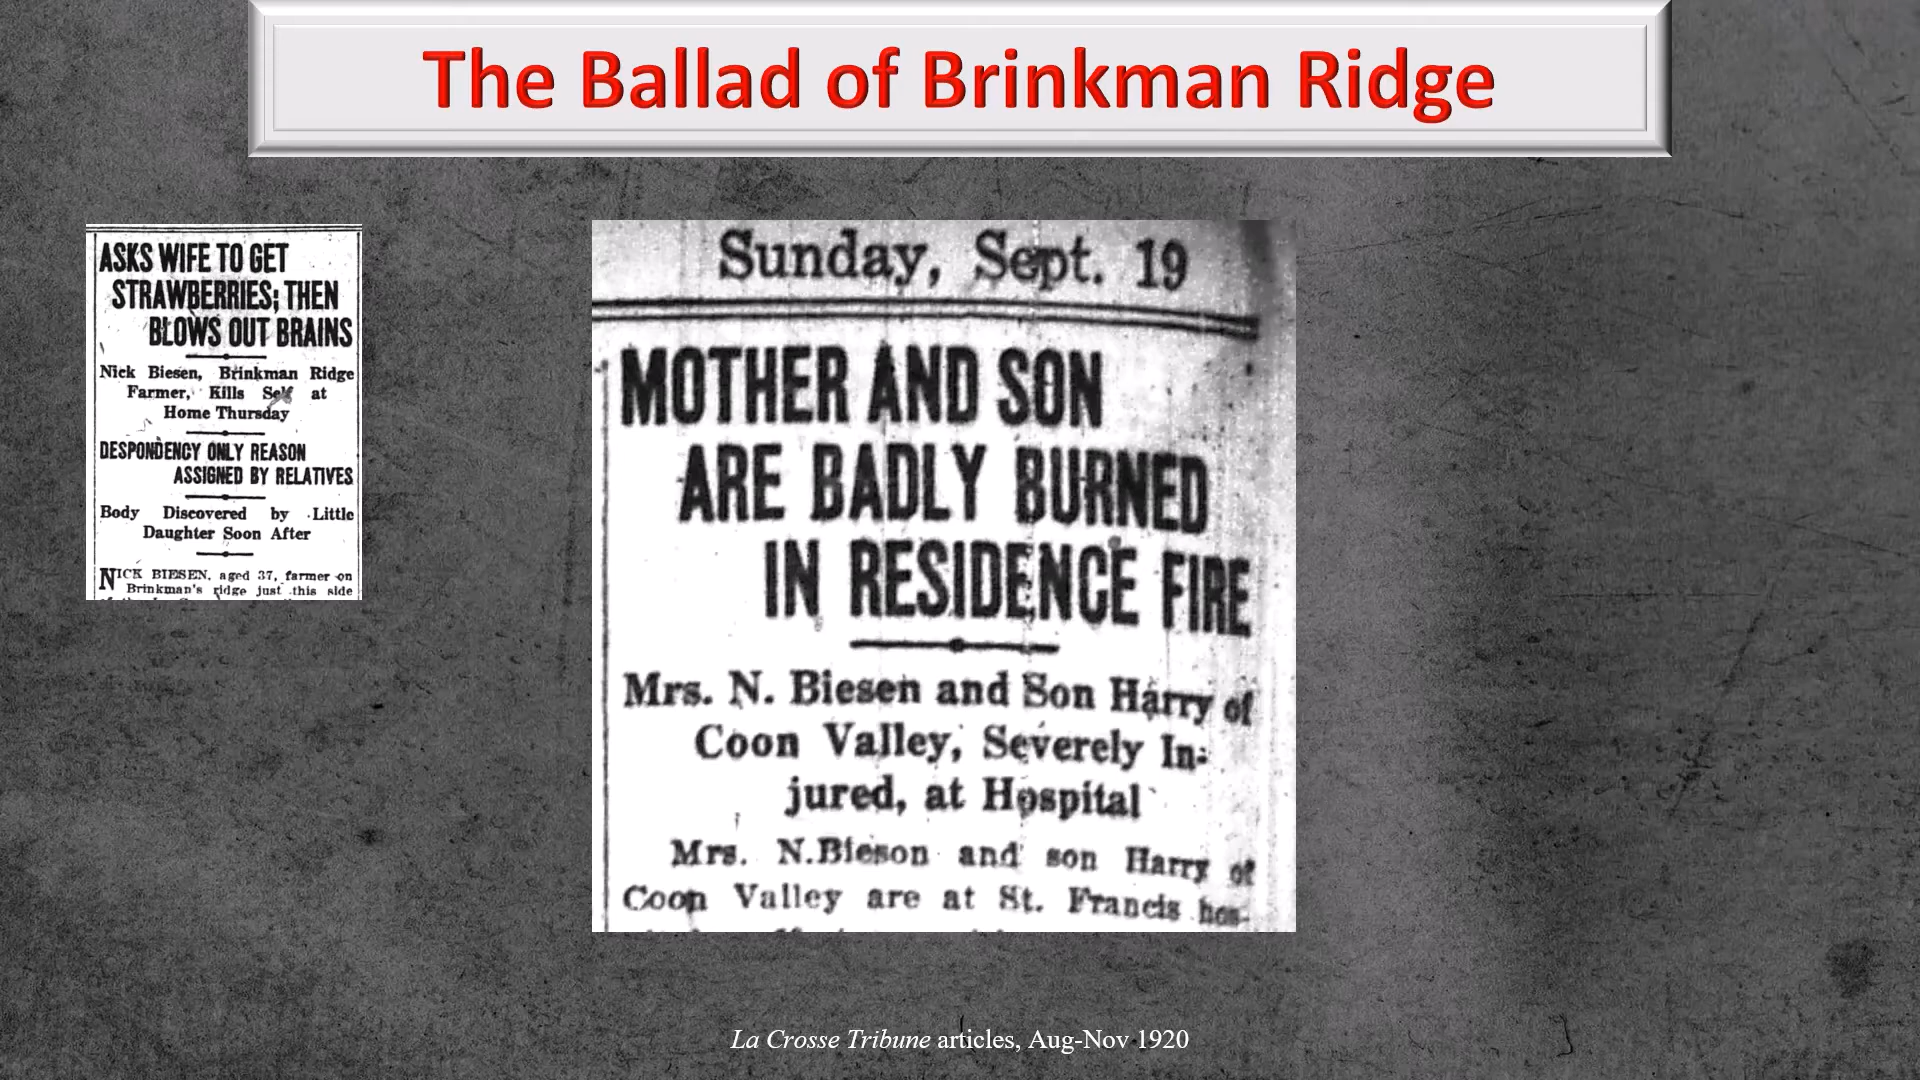 The Ballad of Brinkman Ridge
ASKS WIFE TO GET
STRAWBERRIES; THEN
BLOWS OUT BRAINS
Nick Biesen, Brinkman Ridge
Farmer, Kills Self at
Home Thursday
DESPONDENCY ONLY REASON
ASSIGNED BY RELATIVES
Body Discovered by Little
Daughter Soon After
NICK BIESEN, aged 37, farmer on
Brinkman's ridge just this side
Sunday, Sept. 19
MOTHER AND SON
ARE BADLY BURNED
IN RESIDENCE FIRE
Mrs. N. Biesen and Son Harry of
Coon Valley, Severely In-
jured, at Hospital
Mrs. N.Bieson and son Harry of
Coon Valley are at St. Francis hos-
La Crosse Tribune articles, Aug-Nov 1920